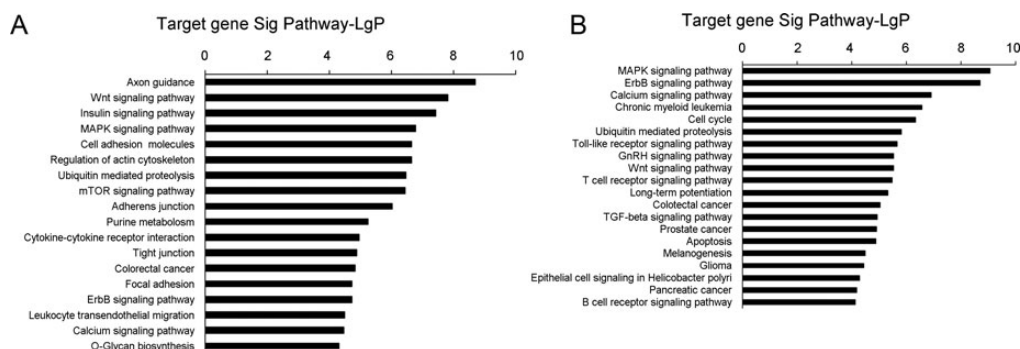 A
Target gene Sig Pathway-LgP
0 2 4 6 8 10
Axon guidance
Wnt signaling pathway
Insulin signaling pathway
MAPK signaling pathway
Cell adhesion molecules
Regulation of actin cytoskeleton
Ubiquitin mediated proteolysis
mTOR signaling pathway
Adherens junction
Purine metabolosm
Cytokine-cytokine receptor interaction
Tight junction
Colorectal cancer
Focal adhesion
ErbB signaling pathway
Leukocyte transendothelial migration
Calcium signaling pathway
O-Glycan biosynthesis
B
Target gene Sig Pathway-LgP
0 2 4 6 8 10
MAPK signaling pathway
ErbB signaling pathway
Calcium signaling pathway
Chronic myeloid leukemia
Cell cycle
Ubiquitin mediated proteolysis
Toll-like receptor signaling pathway
GnRH signaling pathway
Wnt signaling pathway
T cell receptor signaling pathway
Long-term potentiation
Colotectal cancer
TGF-beta signaling pathway
Prostate cancer
Apoptosis
Melanogenesis
Glioma
Epithelial cell signaling in Helicobacter polyri
Pancreatic cancer
B cell receptor signaling pathway